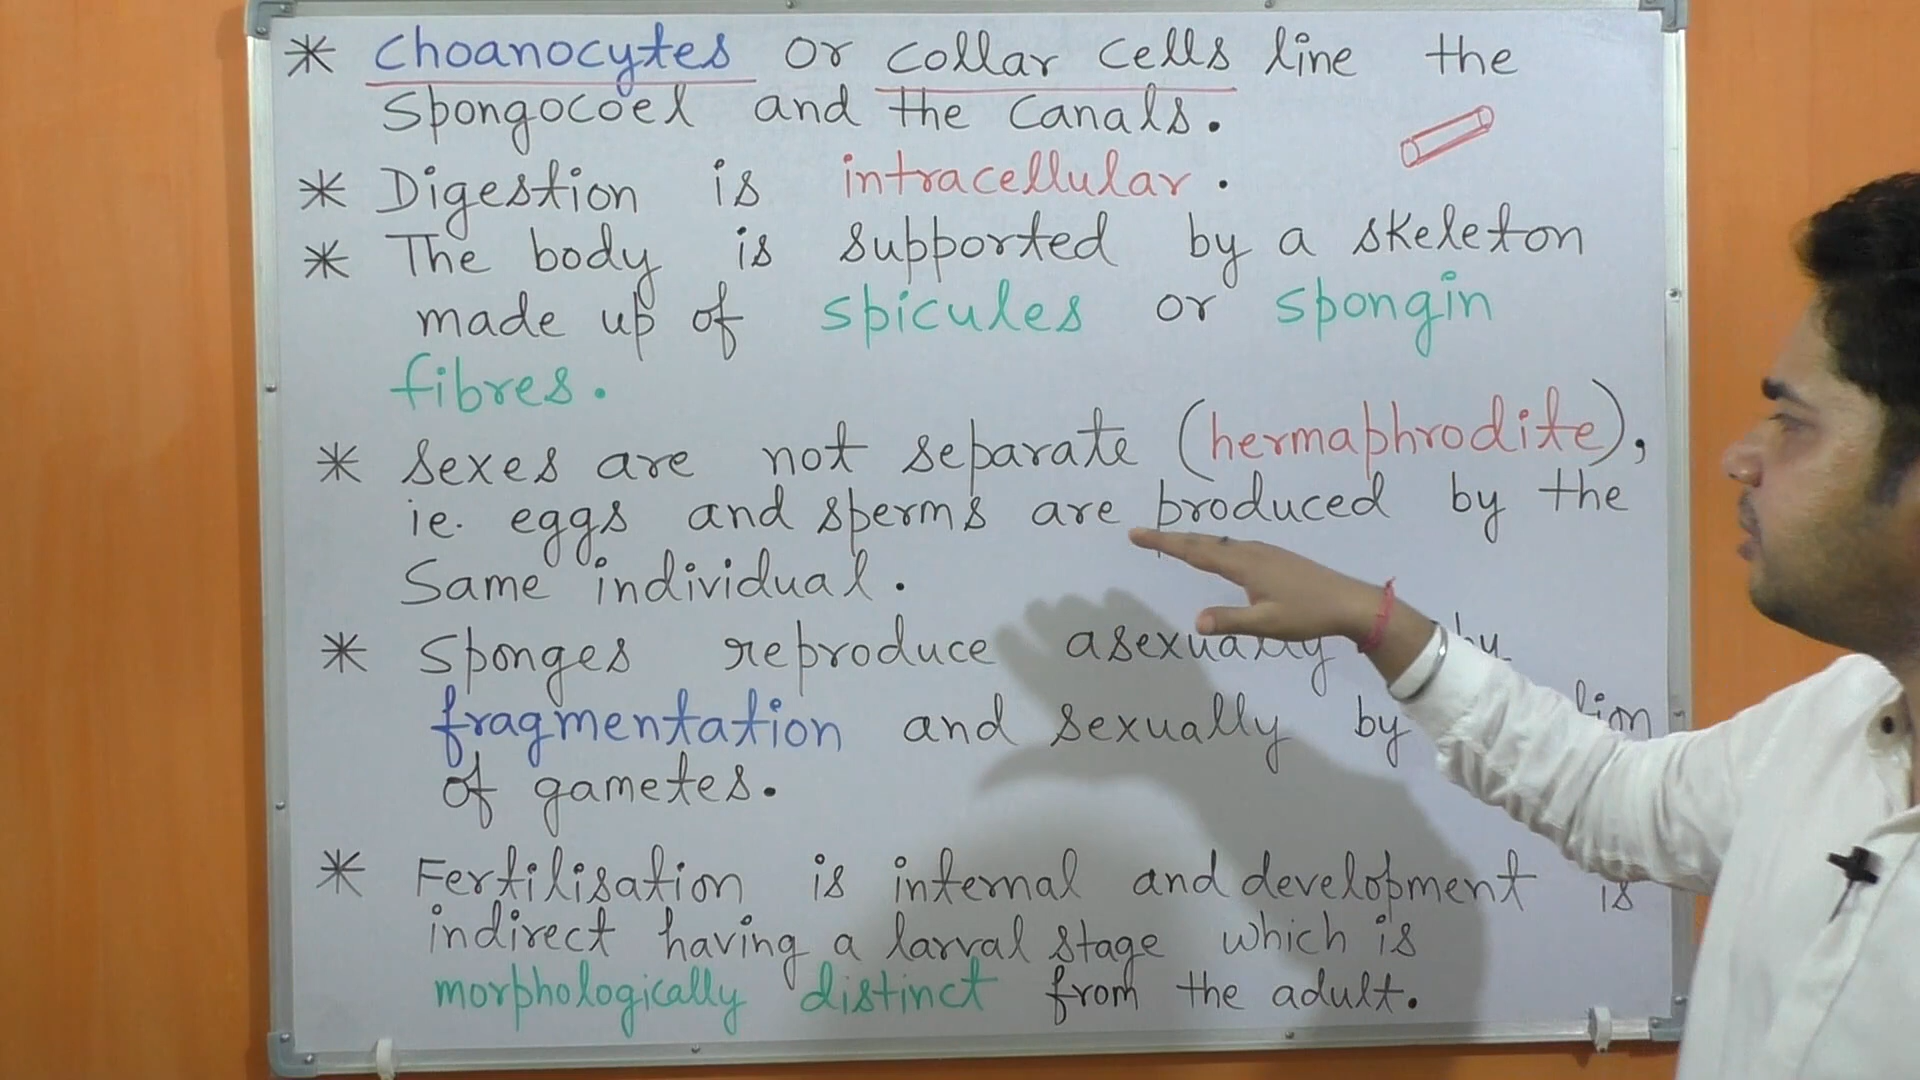 * Choanocytes or collar cells line the
spongocoel and the canals.
* Digestion is intracellular.
* The body is supported by a skeleton
made up of spicules or spongin
fibres.
* Sexes are not separate (hermaphrodite),
ie. eggs and sperms are produced by the
Same individual.
* Sponges reproduce asexually by
fragmentation and sexually by
of gametes.
* Fertilisation is internal and development is
indirect having a larval stage which is
morphologically distinct from the adult.